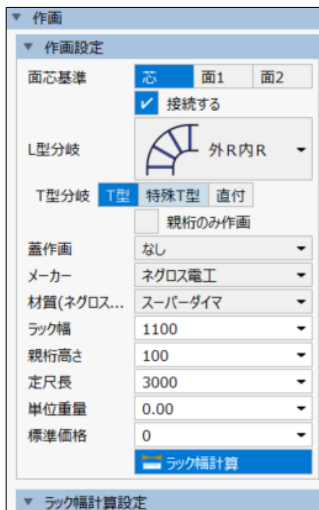 作画
作画設定
面芯基準 芯 面1 面2
接続する
L型分岐 外R内R
T型分岐 T型 特殊T型 直付
親桁のみ作画
蓋作画 なし
メーカー ネグロス電工
材質(ネグロス... スーパーダイマ
ラック幅 1100
親桁高さ 100
定尺長 3000
単位重量 0.00
標準価格 0
ラック幅計算
ラック幅計算設定